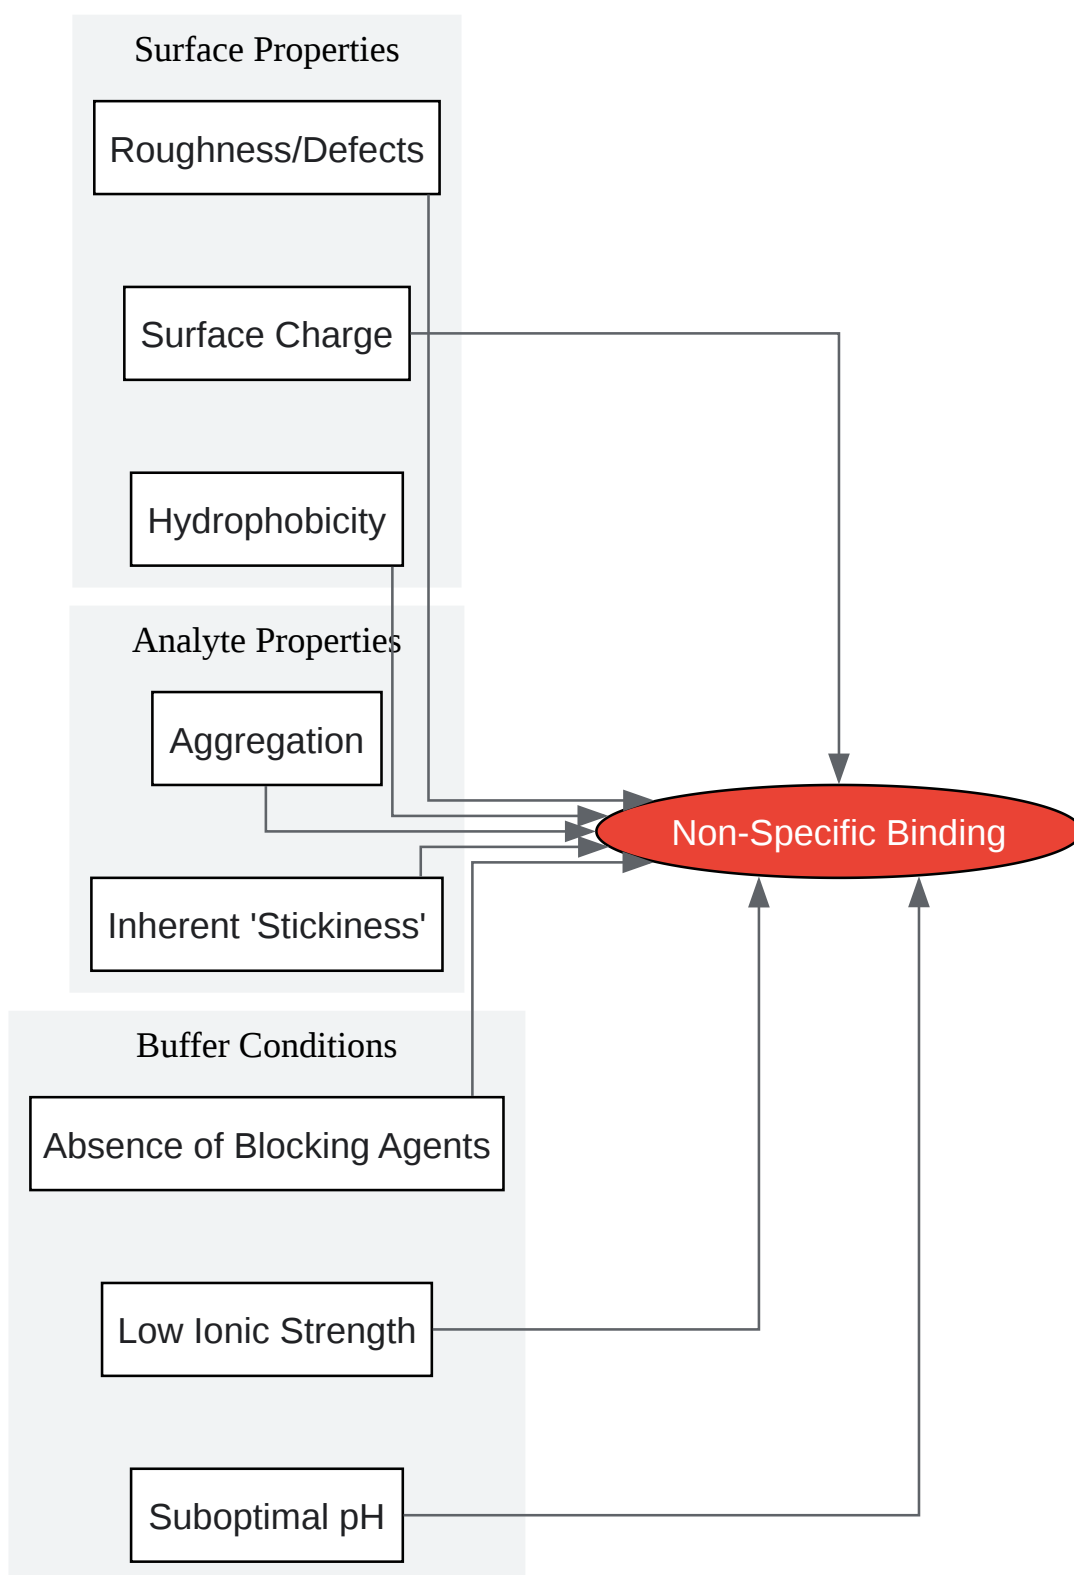 Surface Properties
Roughness/Defects
Surface Charge
Hydrophobicity
Analyte Properties
Aggregation
Non-Specific Binding
Inherent 'Stickiness'
Buffer Conditions
Absence of Blocking Agents
Low Ionic Strength
Suboptimal pH